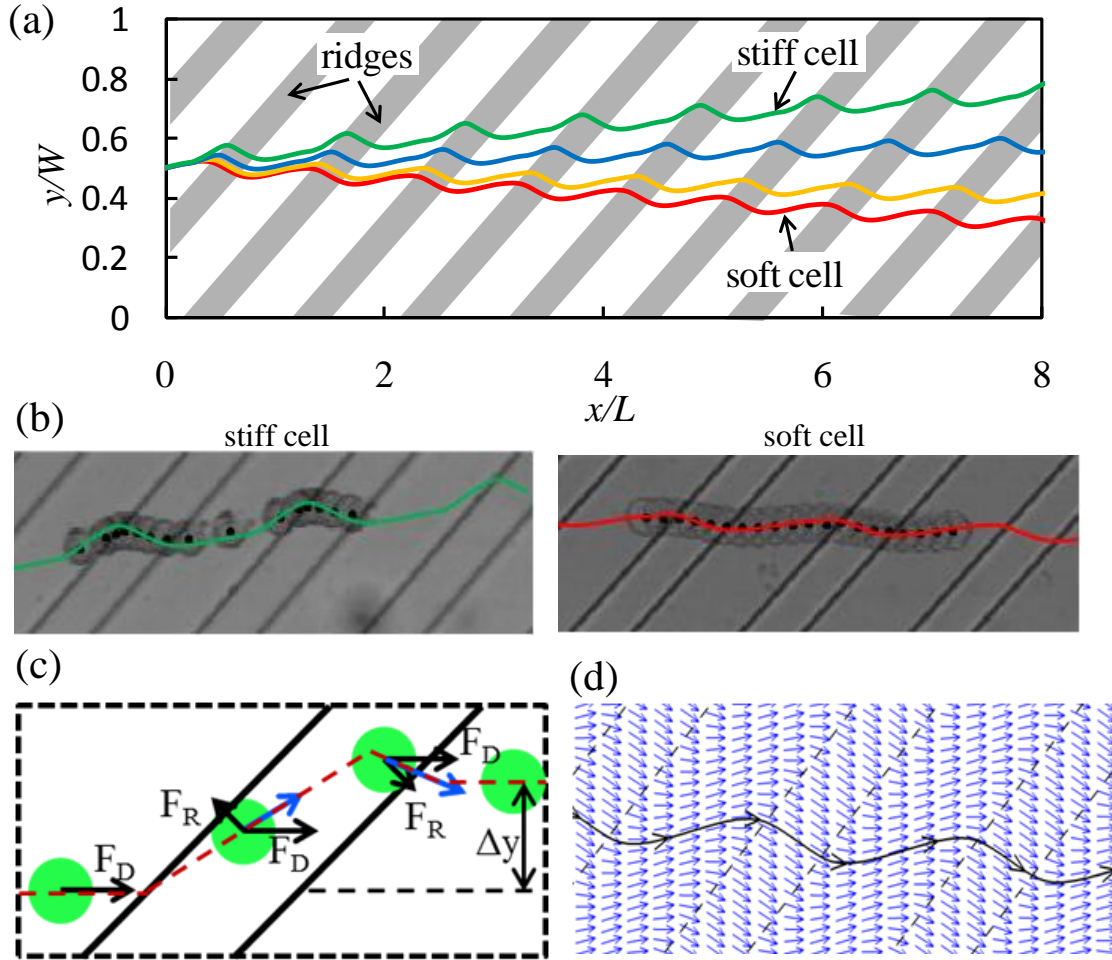 (a)
1
0.8
0.6
0.4
0.2
0
y/W
ridges
stiff cell
soft cell
0 2 4 6 8
x/L
(b)
stiff cell
soft cell
(c)
(d)
F_D
F_R
F_D
F_D
F_R
Δy